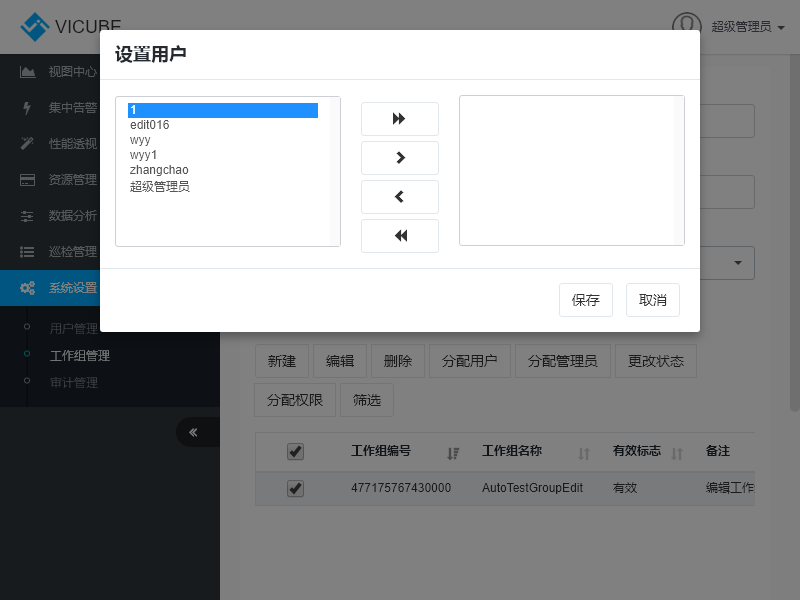 VICUBE
超级管理员
设置用户
1
edit016
wyy
wyy1
zhangchao
超级管理员
保存
取消
视图中心
集中告警
性能透视
资源管理
数据分析
巡检管理
系统设置
用户管理
工作组管理
审计管理
新建 编辑 删除 分配用户 分配管理员 更改状态
分配权限 筛选
工作组编号 工作组名称 有效标志 备注
477175767430000 AutoTestGroupEdit 有效 编辑工作